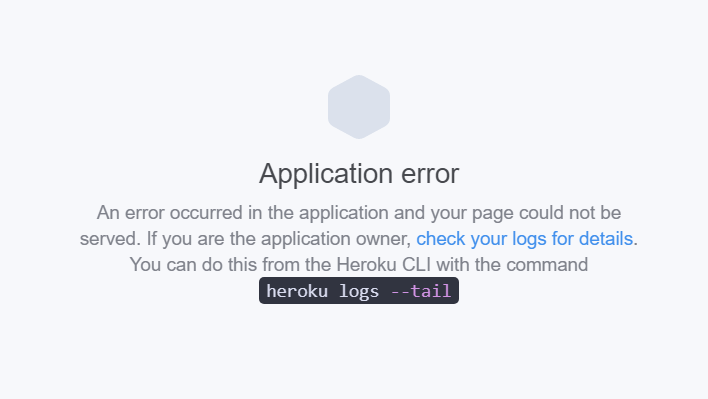 Application error
An error occurred in the application and your page could not be
served. If you are the application owner, check your logs for details.
You can do this from the Heroku CLI with the command
heroku logs --tail